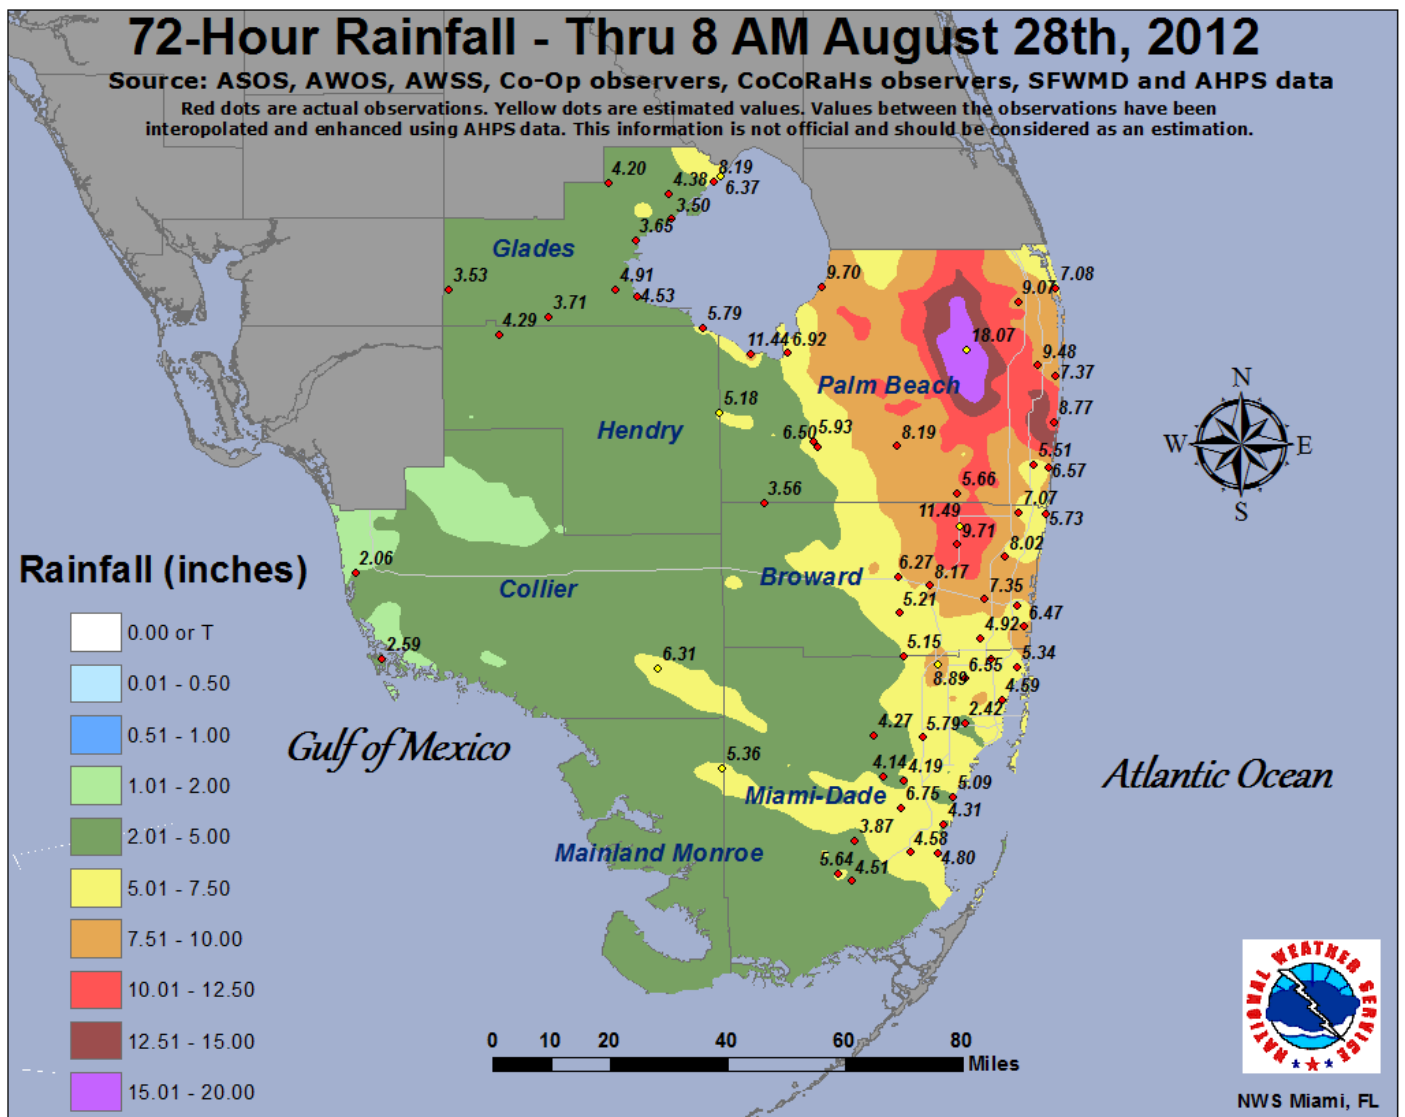 72-Hour Rainfall - Thru 8 AM August 28th, 2012
Source: ASOS, AWOS, AWSS, Co-Op observers, CoCoRaHs observers, SFWMD and AHPS data
Red dots are actual observations. Yellow dots are estimated values. Values between the observations have been
interopolated and enhanced using AHPS data. This information is not official and should be considered as an estimation.
4.20
4.38
8.19
6.37
3.50
3.65
Glades
3.53
4.91
4.53
3.71
4.29
5.79
9.70
7.08
9.07
11.44
6.92
18.07
9.48
7.37
Palm Beach
5.18
8.77
Hendry
6.50
5.93
8.19
5.51
6.57
3.56
5.66
11.49
9.71
7.07
5.73
8.02
N
W
E
S
Rainfall (inches)
0.00 or T
0.01 - 0.50
0.51 - 1.00
1.01 - 2.00
2.01 - 5.00
5.01 - 7.50
7.51 - 10.00
10.01 - 12.50
12.51 - 15.00
15.01 - 20.00
2.06
Collier
Broward
6.27
8.17
7.35
5.21
6.47
4.92
2.59
6.31
5.15
8.89
6.55
5.34
4.59
2.42
Gulf of Mexico
4.27
5.79
Atlantic Ocean
5.36
4.14
4.19
5.09
Miami-Dade
6.75
4.31
3.87
Mainland Monroe
5.64
4.51
4.58
4.80
0 10 20 40 60 80
Miles
NATIONAL WEATHER SERVICE
NWS Miami, FL